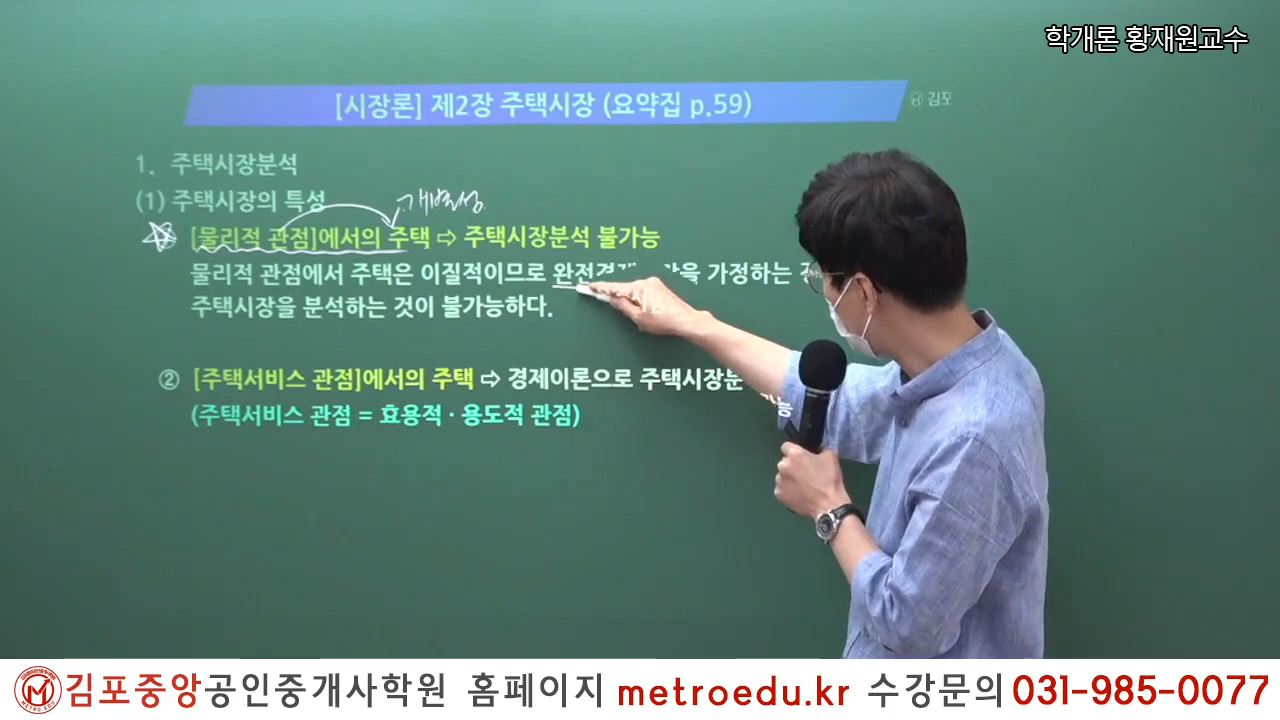 학개론 황재원교수
[시장론] 제2장 주택시장 (요약집 p.59)
김포
1. 주택시장분석
(1) 주택시장의 특성
개별성
[물리적 관점]에서의 주택 ⇨ 주택시장분석 불가능
물리적 관점에서 주택은 이질적이므로 을 가정하는
주택시장을 분석하는 것이 불가능하다.
② [주택서비스 관점]에서의 주택 ⇨ 경제이론으로 주택시장분
(주택서비스 관점 = 효용적·용도적 관점)
METRO EDU
김포중앙공인중개사학원 홈페이지 metroedu.kr 수강문의 031-985-0077